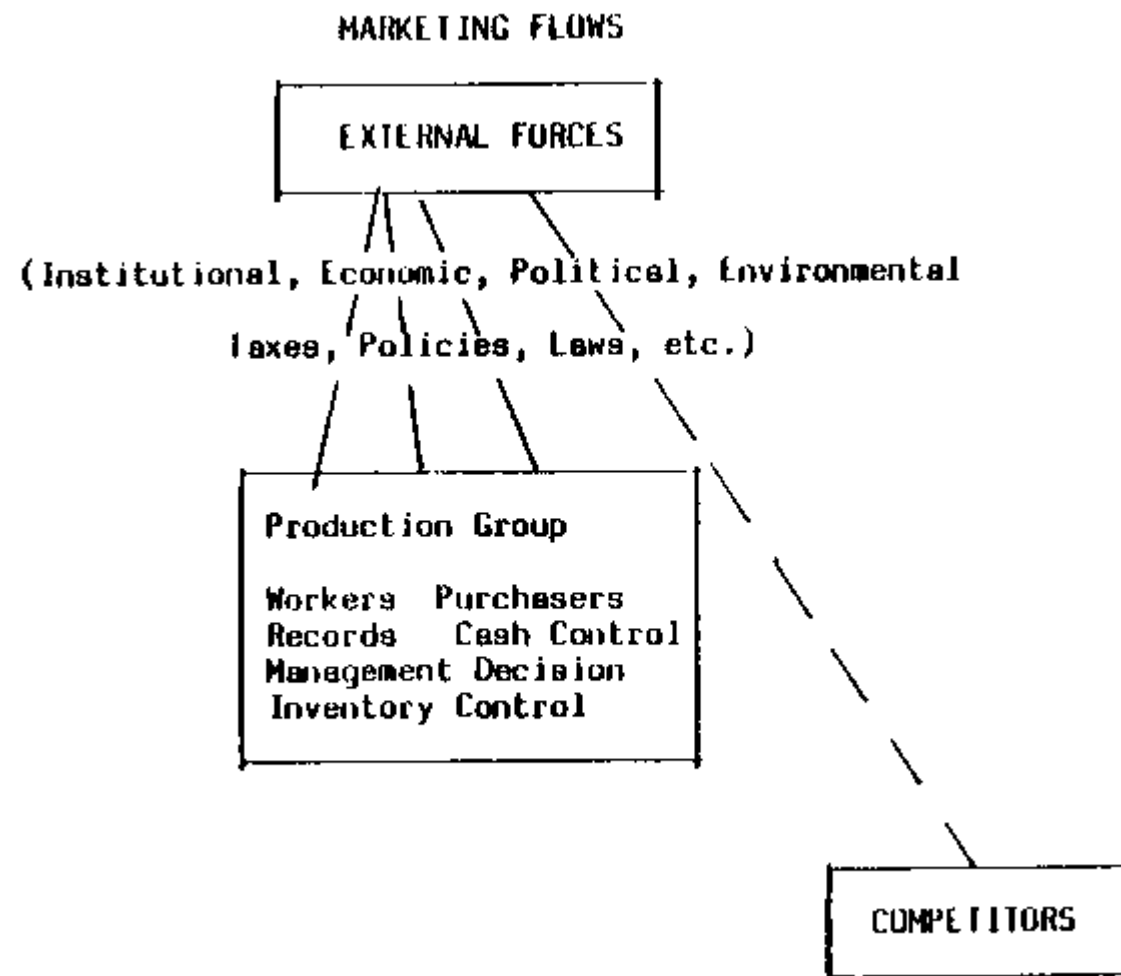 MARKETING FLOWS
EXTERNAL FORCES
(Institutional, Economic, Political, Environmental
Taxes, Policies, Laws, etc.)
Production Group
Workers Purchasers
Records Cash Control
Management Decision
Inventory Control
COMPETITORS